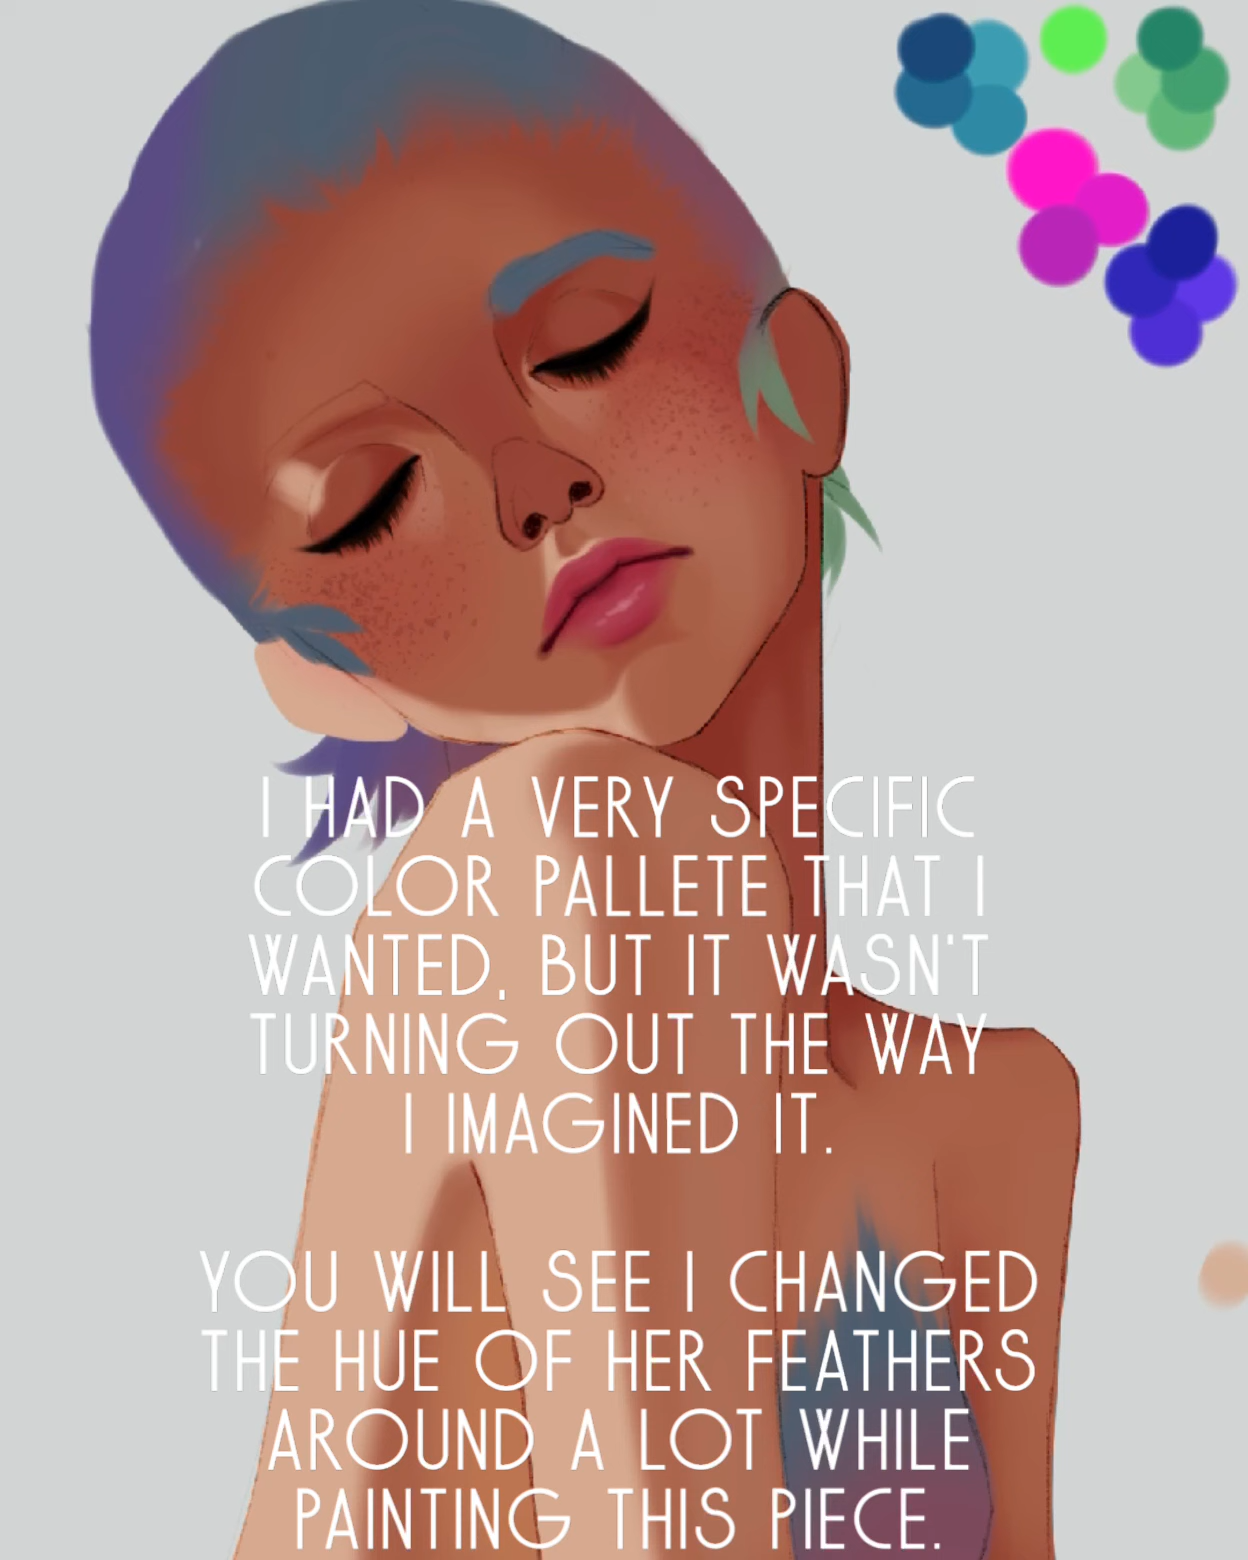 I HAD A VERY SPECIFIC
COLOR PALLETE THAT I
WANTED, BUT IT WASN'T
TURNING OUT THE WAY
I IMAGINED IT.
YOU WILL SEE I CHANGED
THE HUE OF HER FEATHERS
AROUND A LOT WHILE
PAINTING THIS PIECE.